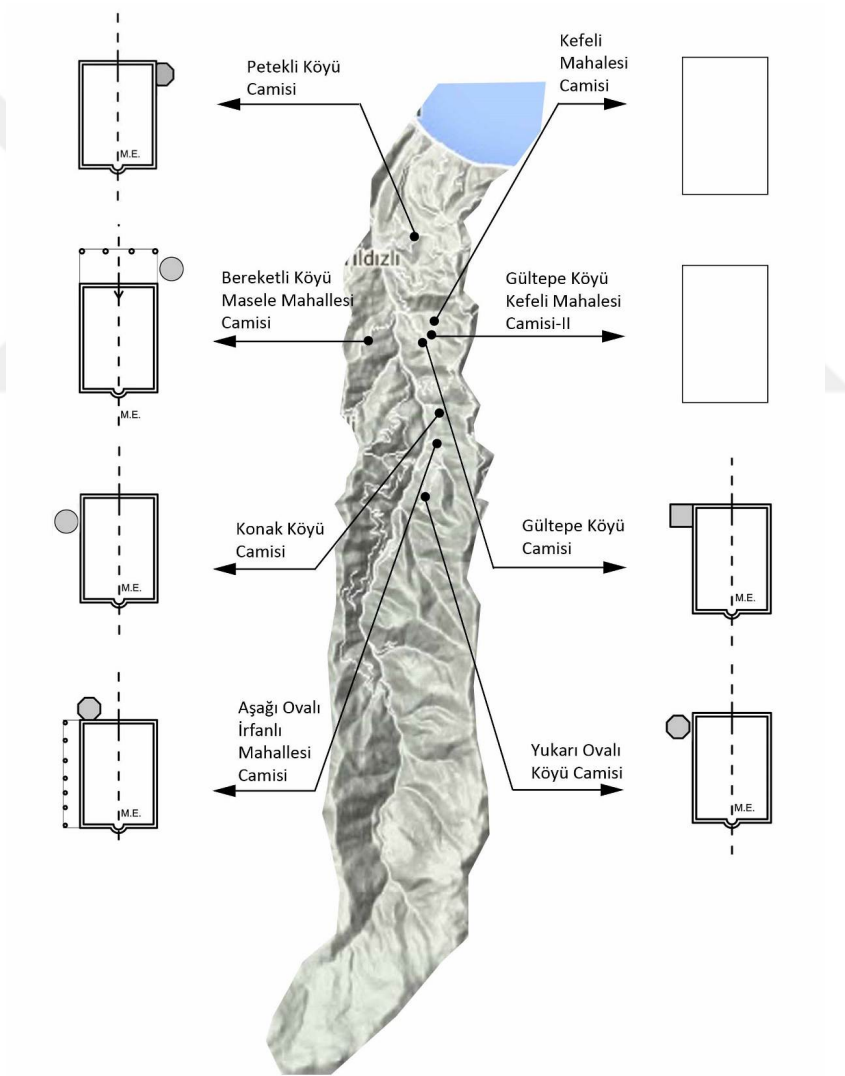 Petekli Köyü
Camisi
Kefeli
Mahalesi
Camisi
M.E.
ıldızlı
Bereketli Köyü
Masele Mahallesi
Camisi
Gültepe Köyü
Kefeli Mahalesi
Camisi-II
M.E.
Konak Köyü
Camisi
Gültepe Köyü
Camisi
M.E.
M.E.
Aşağı Ovalı
İrfanlı
Mahallesi
Camisi
Yukarı Ovalı
Köyü Camisi
M.E.
M.E.